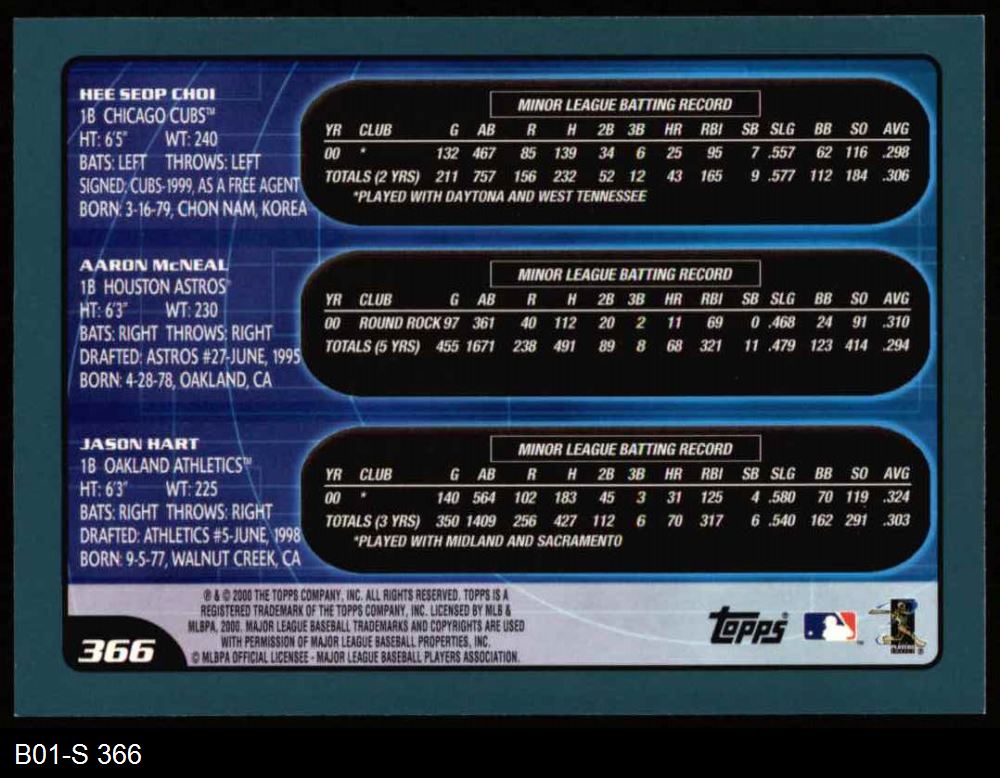 HEE SEOP CHOI
1B CHICAGO CUBS™
HT: 6'5" WT: 240
BATS: LEFT THROWS: LEFT
SIGNED: CUBS-1999, AS A FREE AGENT
BORN: 3-16-79, CHON NAM, KOREA
MINOR LEAGUE BATTING RECORD
YR CLUB G AB R H 2B 3B HR RBI SB SLG BB SO AVG
00 * 132 467 85 139 34 6 25 95 7 .557 62 116 .298
TOTALS (2 YRS) 211 757 156 232 52 12 43 165 9 .577 112 184 .306
*PLAYED WITH DAYTONA AND WEST TENNESSEE
AARON McNEAL
1B HOUSTON ASTROS
HT: 6'3" WT: 230
BATS: RIGHT THROWS: RIGHT
DRAFTED: ASTROS #27-JUNE, 1995
BORN: 4-28-78, OAKLAND, CA
MINOR LEAGUE BATTING RECORD
YR CLUB G AB R H 2B 3B HR RBI SB SLG BB SO AVG
00 ROUND ROCK 97 361 40 112 20 2 11 69 0 .468 24 91 .310
TOTALS (5 YRS) 455 1671 238 491 89 8 68 321 11 .479 123 414 .294
JASON HART
1B OAKLAND ATHLETICS™
HT: 6'3" WT: 225
BATS: RIGHT THROWS: RIGHT
DRAFTED: ATHLETICS #5-JUNE, 1998
BORN: 9-5-77, WALNUT CREEK, CA
MINOR LEAGUE BATTING RECORD
YR CLUB G AB R H 2B 3B HR RBI SB SLG BB SO AVG
00 * 140 564 102 183 45 3 31 125 4 .580 70 119 .324
TOTALS (3 YRS) 350 1409 256 427 112 6 70 317 6 .540 162 291 .303
*PLAYED WITH MIDLAND AND SACRAMENTO
℗ & © 2000 THE TOPPS COMPANY, INC. ALL RIGHTS RESERVED. TOPPS IS A
REGISTERED TRADEMARK OF THE TOPPS COMPANY, INC. LICENSED BY MLB &
MLBPA, 2000. MAJOR LEAGUE BASEBALL TRADEMARKS AND COPYRIGHTS ARE USED
WITH PERMISSION OF MAJOR LEAGUE BASEBALL PROPERTIES, INC.
© MLBPA OFFICIAL LICENSEE - MAJOR LEAGUE BASEBALL PLAYERS ASSOCIATION.
366
Topps®
B01-S 366